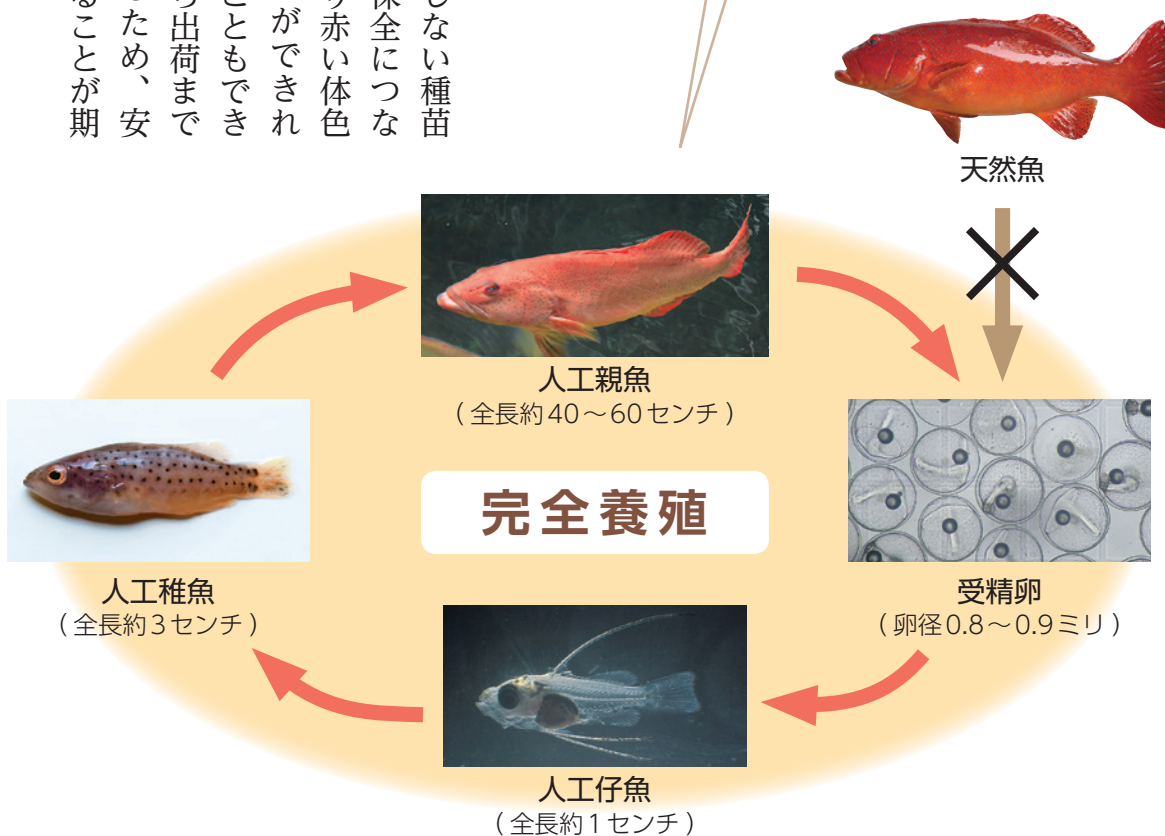 しない種苗
保全につな
り赤い体色
ができれ
こともでき
ら出荷まで
ため、安
ることが期
天然魚
人工親魚
（全長約40～60センチ）
完全養殖
人工稚魚
（全長約3センチ）
受精卵
（卵径0.8～0.9ミリ）
人工仔魚
（全長約1センチ）